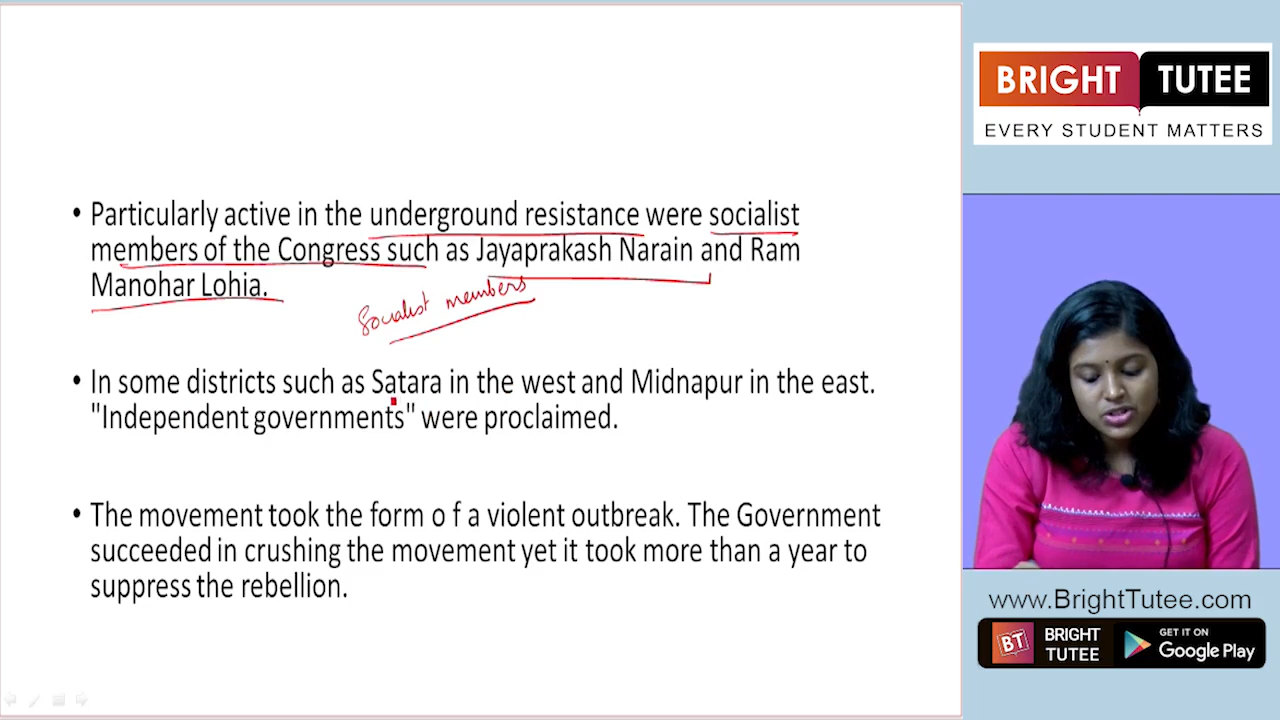 BRIGHT TUTEE
EVERY STUDENT MATTERS
• Particularly active in the underground resistance were socialist
members of the Congress such as Jayaprakash Narain and Ram
Manohar Lohia.
Socialist members
• In some districts such as Satara in the west and Midnapur in the east.
"Independent governments" were proclaimed.
• The movement took the form o f a violent outbreak. The Government
succeeded in crushing the movement yet it took more than a year to
suppress the rebellion.
www.BrightTutee.com
BT BRIGHT
TUTEE
GET IT ON
Google Play